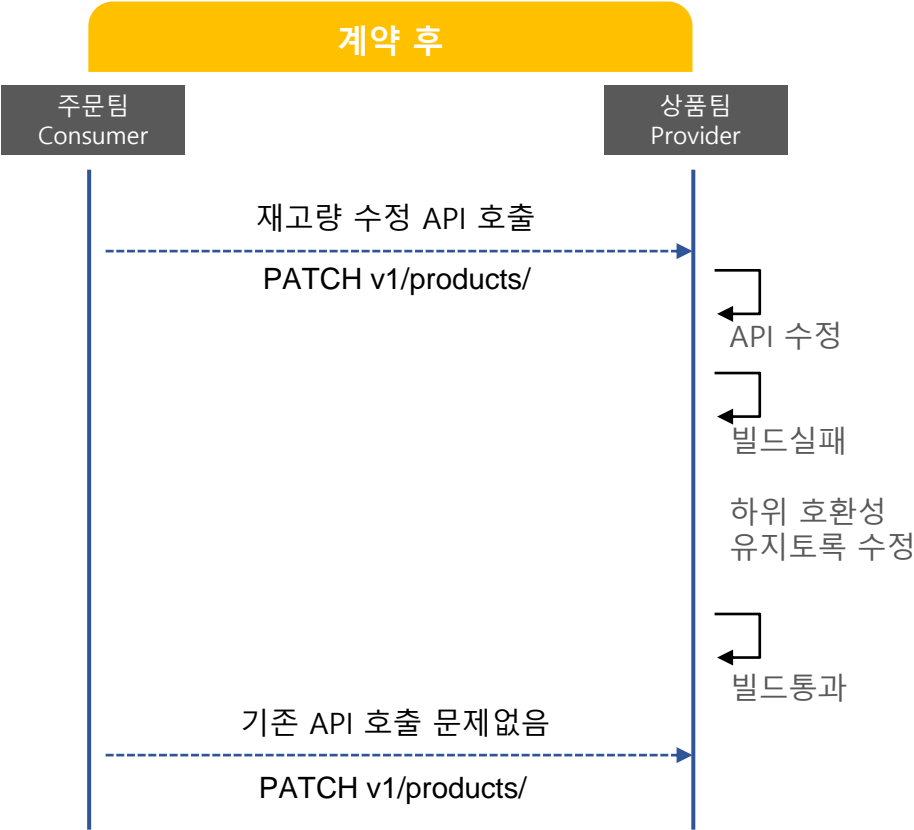 계약 후
주문팀
Consumer
상품팀
Provider
재고량 수정 API 호출
PATCH v1/products/
API 수정
빌드실패
하위 호환성
유지토록 수정
빌드통과
기존 API 호출 문제없음
PATCH v1/products/